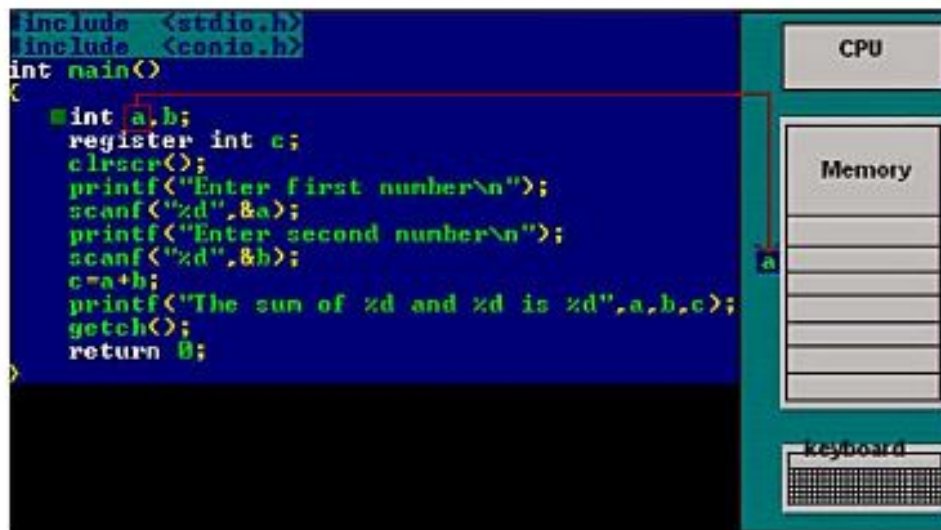 #include <stdio.h>
#include <conio.h>
int main()
{
int a,b;
register int c;
clrscr();
printf("Enter first number\n");
scanf("%d",&a);
printf("Enter second number\n");
scanf("%d",&b);
c=a+b;
printf("The sum of %d and %d is %d",a,b,c);
getch();
return 0;
}
CPU
Memory
a
keyboard